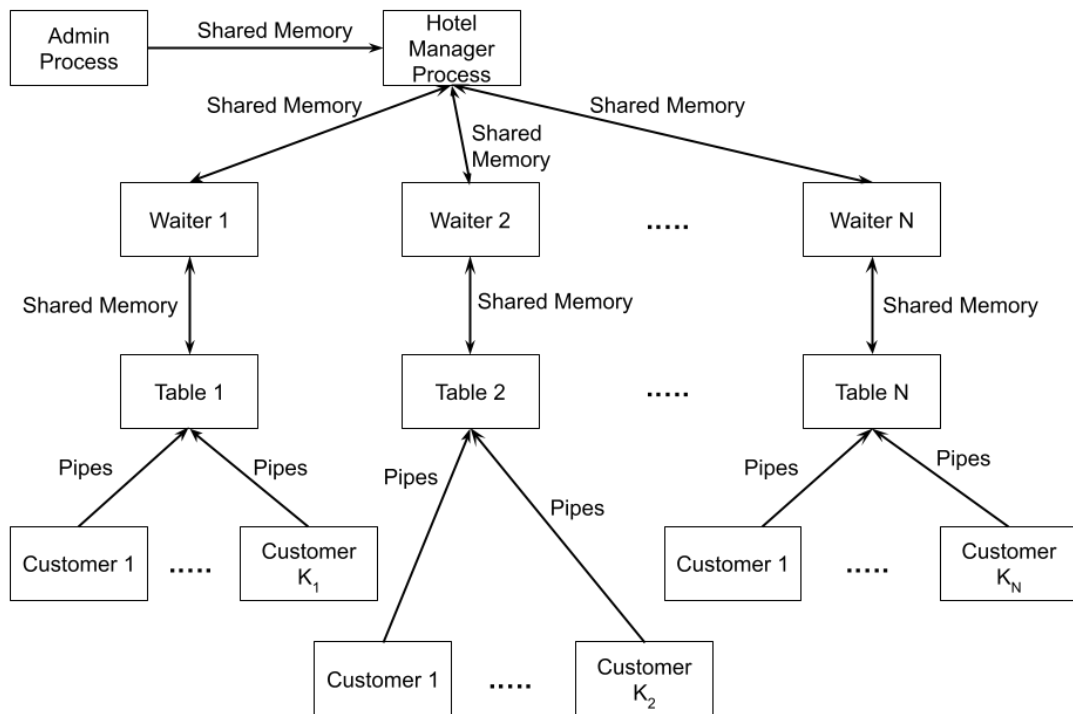 Admin
Process
Shared Memory
Hotel
Manager
Process
Shared Memory
Shared
Memory
Shared Memory
Waiter 1
Waiter 2
.....
Waiter N
Shared Memory
Shared Memory
Shared Memory
Table 1
Table 2
.....
Table N
Pipes
Pipes
Pipes
Pipes
Pipes
Pipes
Customer 1
.....
Customer
K₁
Customer 1
.....
Customer
K_N
Customer 1
.....
Customer
K₂